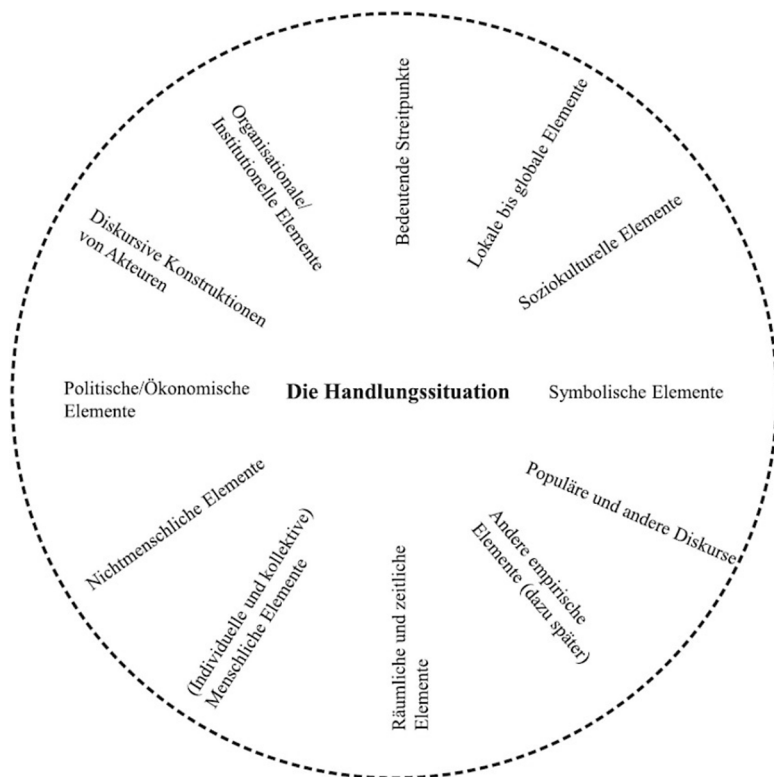 Bedeutende Streitpunkte
Lokale bis globale Elemente
Soziokulturelle Elemente
Symbolische Elemente
Populäre und andere Diskurse
Andere empirische
Elemente (dazu später)
Räumliche und zeitliche
Elemente
(Individuelle und kollektive)
Menschliche Elemente
Nichtmenschliche Elemente
Politische/Ökonomische
Elemente
Diskursive Konstruktionen
von Akteuren
Organisationale/
Institutionelle Elemente
Die Handlungssituation